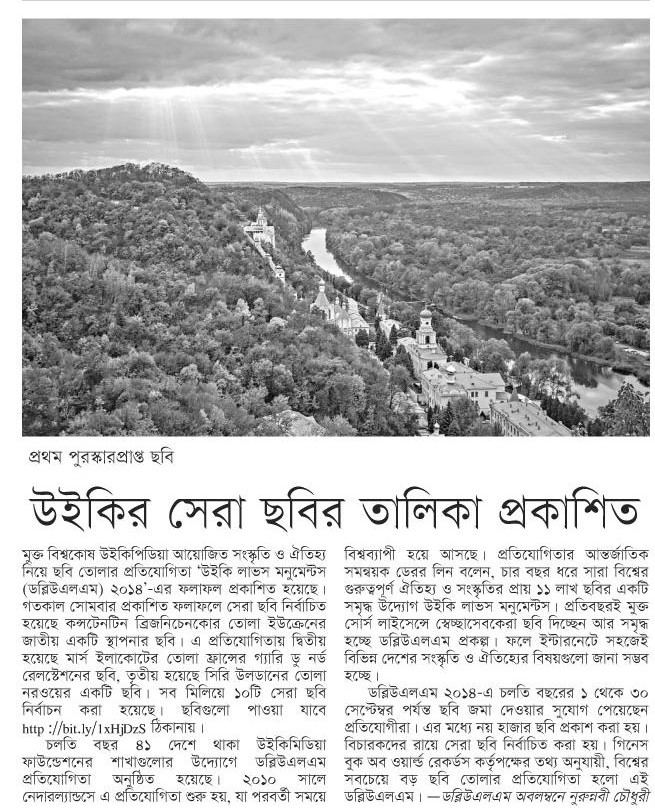 প্রথম পুরস্কারপ্রাপ্ত ছবি
উইকির সেরা ছবির তালিকা প্রকাশিত
মুক্ত বিশ্বকোষ উইকিপিডিয়া আয়োজিত সংস্কৃতি ও ঐতিহ্য
নিয়ে ছবি তোলার প্রতিযোগিতা ‘উইকি লাভস মনুমেন্টস
(ডব্লিউএলএম) ২০১৪’-এর ফলাফল প্রকাশিত হয়েছে।
গতকাল সোমবার প্রকাশিত ফলাফলে সেরা ছবি নির্বাচিত
হয়েছে কন্সটেনটিন ব্রিজনিচেনকোর তোলা ইউক্রেনের
জাতীয় একটি স্থাপনার ছবি। এ প্রতিযোগিতায় দ্বিতীয়
হয়েছে মার্স ইলাকোটের তোলা ফ্রান্সের গ্যারি ডু নর্ড
রেলস্টেশনের ছবি, তৃতীয় হয়েছে সিরি উলডানের তোলা
নরওয়ের একটি ছবি। সব মিলিয়ে ১০টি সেরা ছবি
নির্বাচন করা হয়েছে। ছবিগুলো পাওয়া যাবে
http ://bit.ly/1xHjDzS ঠিকানায়।
চলতি বছর ৪১ দেশে থাকা উইকিমিডিয়া
ফাউন্ডেশনের শাখাগুলোর উদ্যোগে ডব্লিউএলএম
প্রতিযোগিতা অনুষ্ঠিত হয়েছে। ২০১০ সালে
নেদারল্যান্ডসে এ প্রতিযোগিতা শুরু হয়, যা পরবর্তী সময়ে
বিশ্বব্যাপী হয়ে আসছে। প্রতিযোগিতার আন্তর্জাতিক
সমন্বয়ক ডেরর লিন বলেন, চার বছর ধরে সারা বিশ্বের
গুরুত্বপূর্ণ ঐতিহ্য ও সংস্কৃতির প্রায় ১১ লাখ ছবির একটি
সমৃদ্ধ উদ্যোগ উইকি লাভস মনুমেন্টস। প্রতিবছরই মুক্ত
সোর্স লাইসেন্সে স্বেচ্ছাসেবকেরা ছবি দিচ্ছেন আর সমৃদ্ধ
হচ্ছে ডব্লিউএলএম প্রকল্প। ফলে ইন্টারনেটে সহজেই
বিভিন্ন দেশের সংস্কৃতি ও ঐতিহ্যের বিষয়গুলো জানা সম্ভব
হচ্ছে।
ডব্লিউএলএম ২০১৪-এ চলতি বছরের ১ থেকে ৩০
সেপ্টেম্বর পর্যন্ত ছবি জমা দেওয়ার সুযোগ পেয়েছেন
প্রতিযোগীরা। এর মধ্যে নয় হাজার ছবি প্রকাশ করা হয়।
বিচারকদের রায়ে সেরা ছবি নির্বাচিত করা হয়। গিনেস
বুক অব ওয়ার্ল্ড রেকর্ডস কর্তৃপক্ষের তথ্য অনুযায়ী, বিশ্বের
সবচেয়ে বড় ছবি তোলার প্রতিযোগিতা হলো এই
ডব্লিউএলএম। —ডব্লিউএলএম অবলম্বনে নুরুন্নবী চৌধুরী